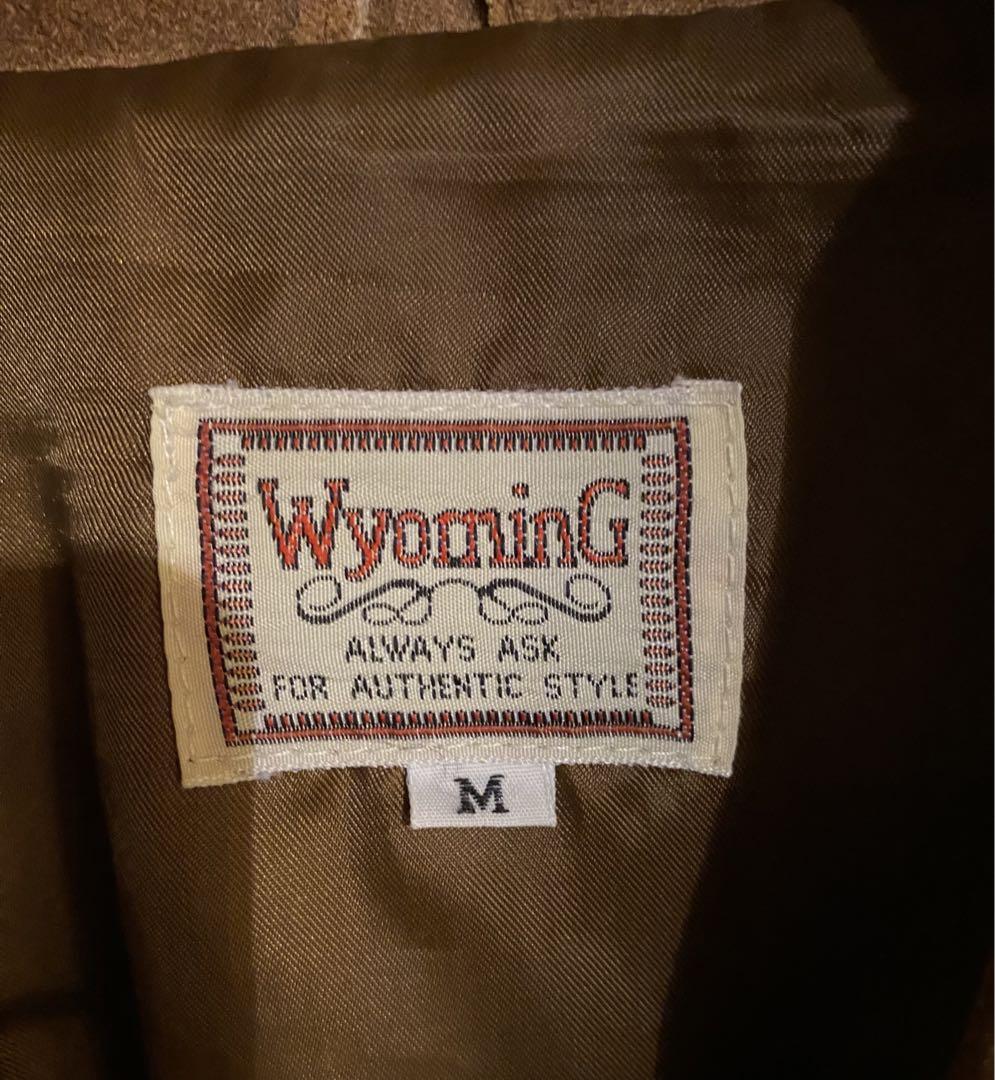 WyominG
ALWAYS ASK
FOR AUTHENTIC STYLE
M